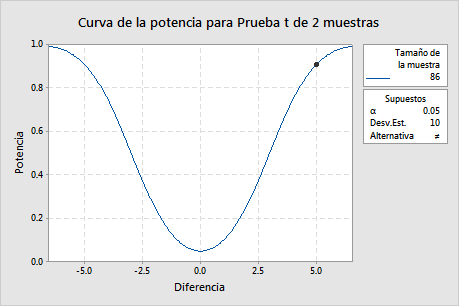 Curva de la potencia para Prueba t de 2 muestras
Tamaño de
la muestra
86
Supuestos
α 0.05
Desv.Est. 10
Alternativa ≠
Potencia
1.0
0.8
0.6
0.4
0.2
0.0
-5.0 -2.5 0.0 2.5 5.0
Diferencia